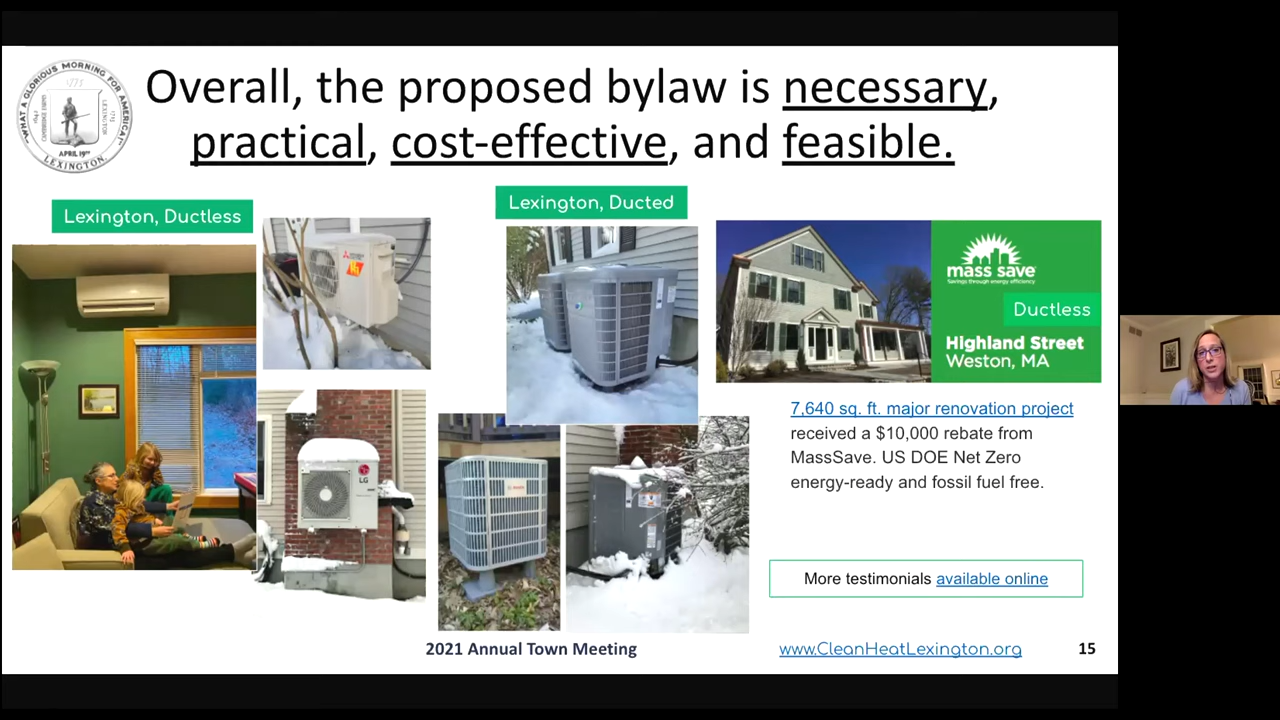 Overall, the proposed bylaw is necessary,
practical, cost-effective, and feasible.
"WHAT A GLORIOUS MORNING FOR AMERICA"
1775
APRIL 19TH
LEXINGTON
Lexington, Ductless
Lexington, Ducted
LG
mass save
Savings through energy efficiency
Ductless
Highland Street
Weston, MA
7,640 sq. ft. major renovation project
received a $10,000 rebate from
MassSave. US DOE Net Zero
energy-ready and fossil fuel free.
More testimonials available online
2021 Annual Town Meeting
www.CleanHeatLexington.org
15